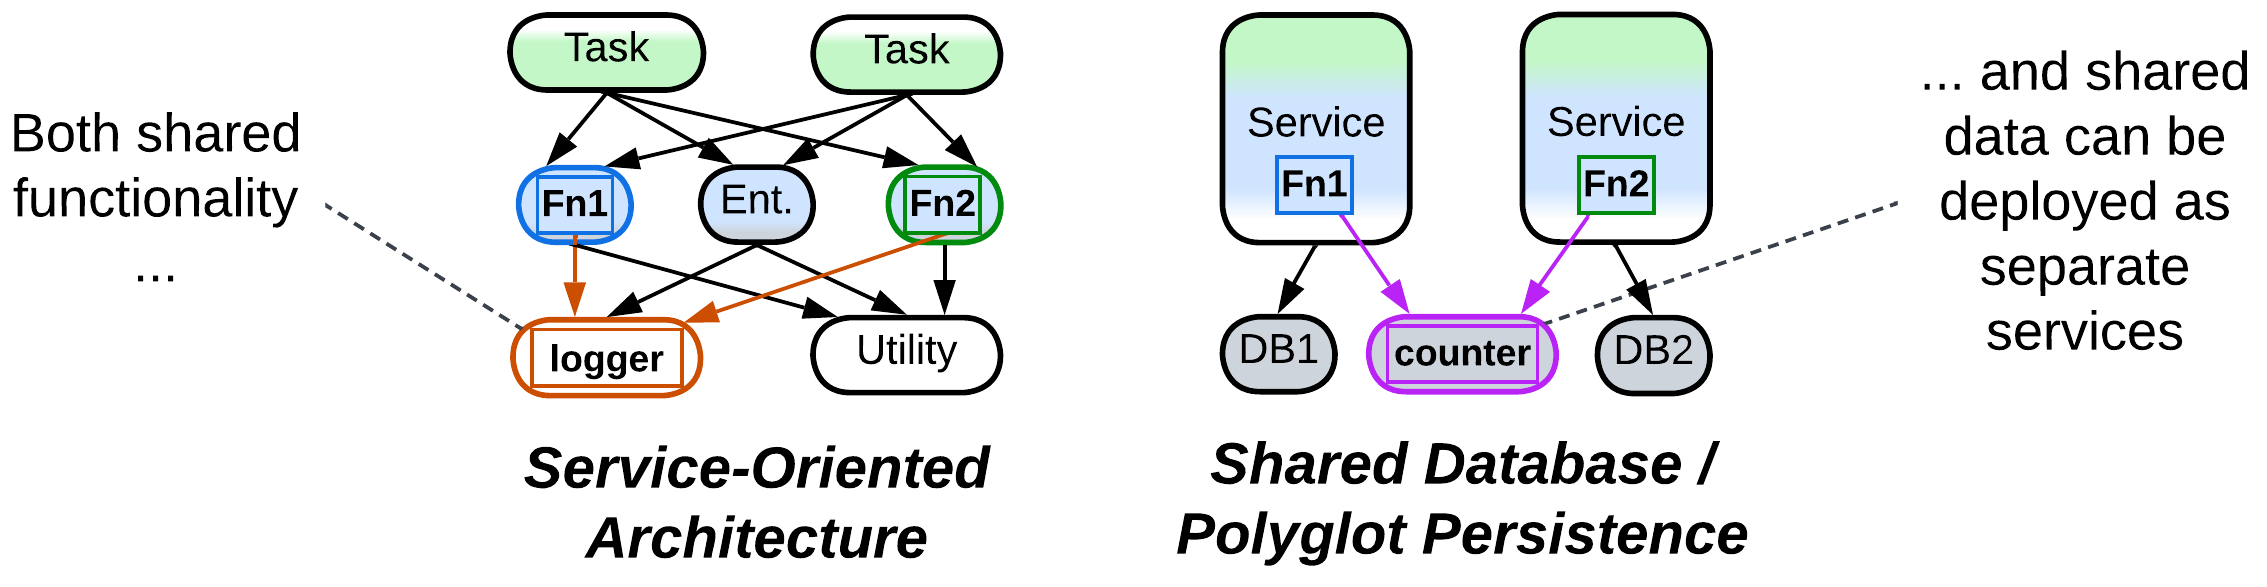 Both shared
functionality
...
Task
Task
Fn1
Ent.
Fn2
logger
Utility
Service-Oriented
Architecture
Service
Service
Fn1
Fn2
DB1
counter
DB2
Shared Database /
Polyglot Persistence
... and shared
data can be
deployed as
separate
services